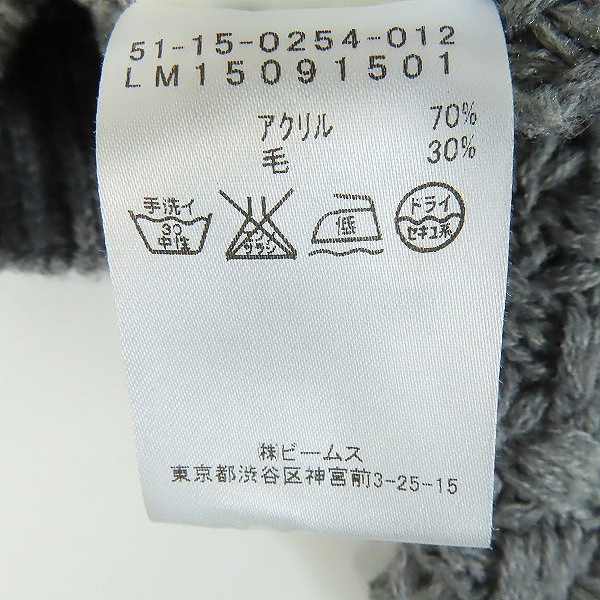 51-15-0254-012
LM15091501
アクリル 70%
毛 30%
手洗イ
30
中性
エンソ
サラシ
低
ドライ
セキユ系
㈱ビームス
東京都渋谷区神宮前3-25-15